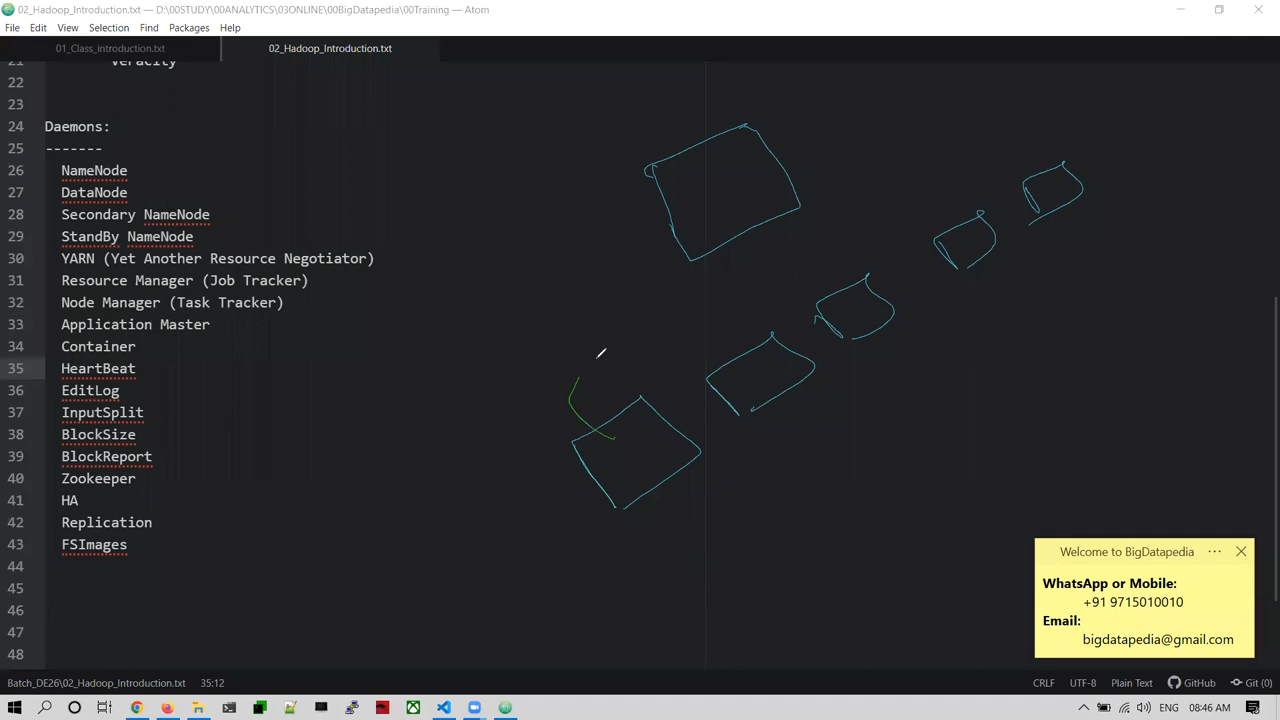 02_Hadoop_Introduction.txt — D:\00STUDY\00ANALYTICS\03ONLINE\00BigDatapedia\00Training — Atom
File Edit View Selection Find Packages Help
01_Class_introduction.txt 02_Hadoop_Introduction.txt
21 Veracity
22
23
24 Daemons:
25 -------
26 NameNode
27 DataNode
28 Secondary NameNode
29 StandBy NameNode
30 YARN (Yet Another Resource Negotiator)
31 Resource Manager (Job Tracker)
32 Node Manager (Task Tracker)
33 Application Master
34 Container
35 HeartBeat
36 EditLog
37 InputSplit
38 BlockSize
39 BlockReport
40 Zookeeper
41 HA
42 Replication
43 FSImages
44
45
46
47
48
Welcome to BigDatapedia
WhatsApp or Mobile:
+91 9715010010
Email:
bigdatapedia@gmail.com
Batch_DE26\02_Hadoop_Introduction.txt 35:12 CRLF UTF-8 Plain Text GitHub Git (0)
ENG 08:46 AM